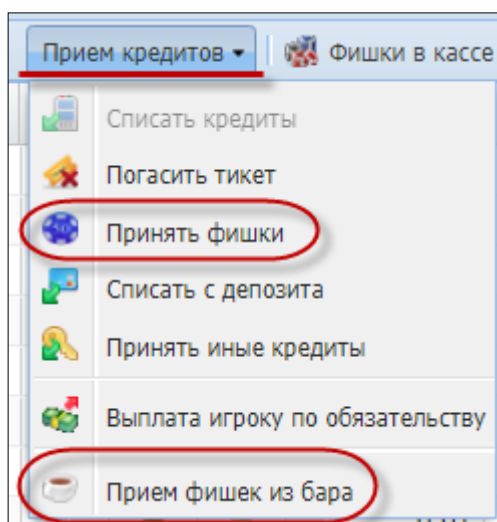 Прием кредитов
Фишки в кассе
Списать кредиты
Погасить тикет
Принять фишки
Списать с депозита
Принять иные кредиты
Выплата игроку по обязательству
Прием фишек из бара